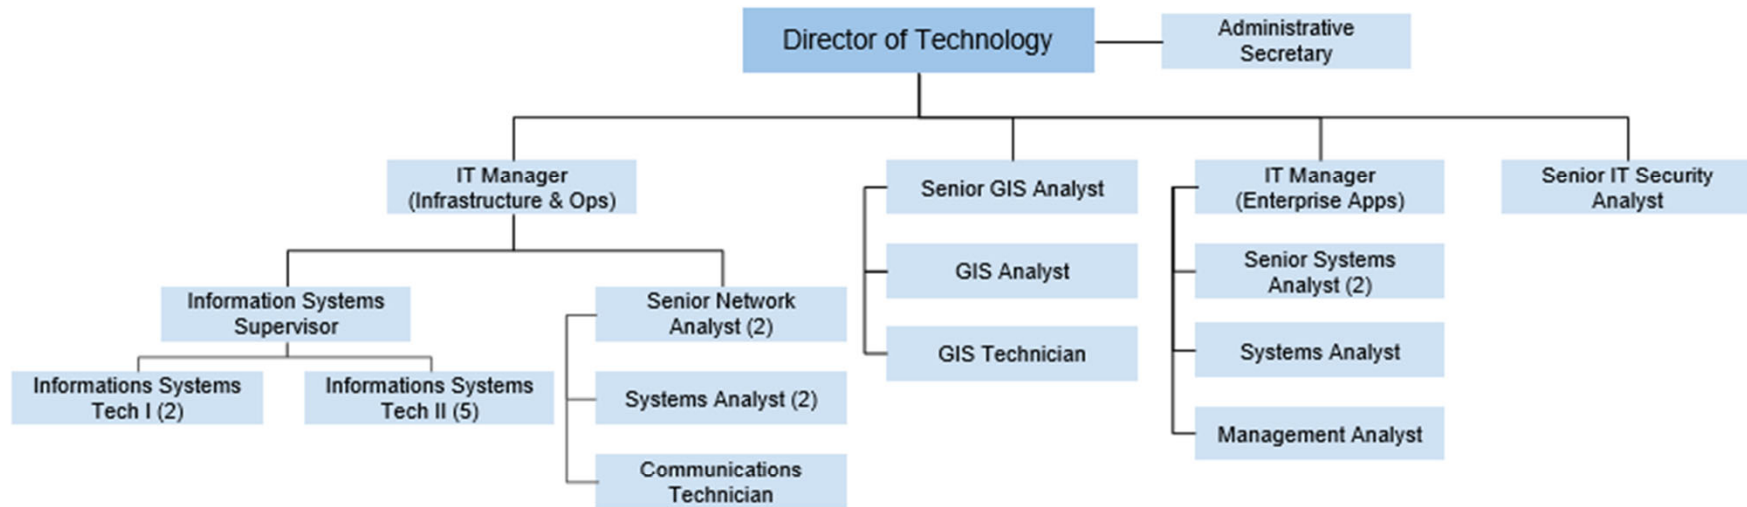 Director of Technology
Administrative
Secretary
IT Manager
(Infrastructure & Ops)
Senior GIS Analyst
IT Manager
(Enterprise Apps)
Senior IT Security
Analyst
GIS Analyst
Senior Systems
Analyst (2)
Information Systems
Supervisor
Senior Network
Analyst (2)
GIS Technician
Systems Analyst
Informations Systems
Tech I (2)
Informations Systems
Tech II (5)
Systems Analyst (2)
Management Analyst
Communications
Technician